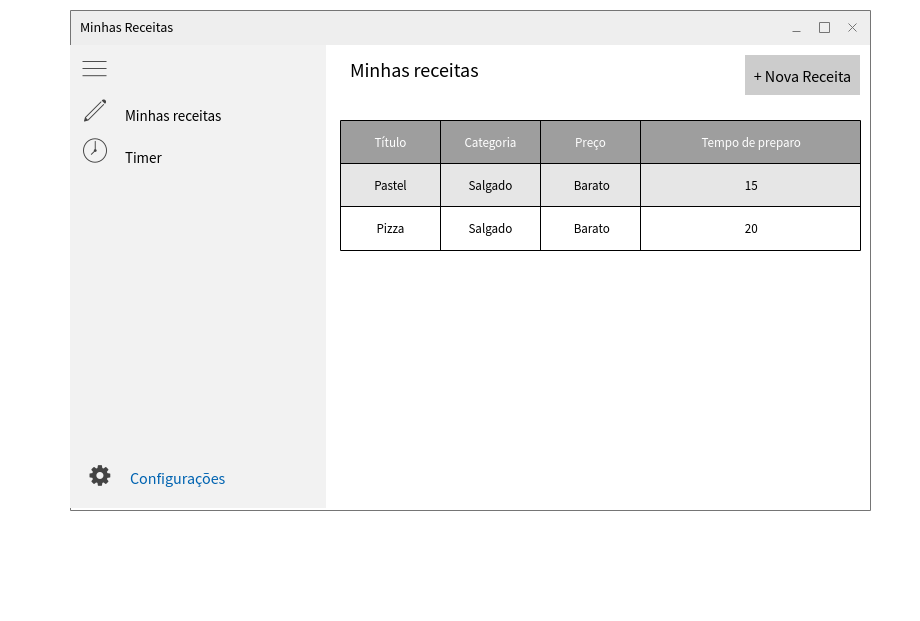 Minhas Receitas
Minhas receitas
Timer
Configurações
Minhas receitas
+ Nova Receita
Título Categoria Preço Tempo de preparo
Pastel Salgado Barato 15
Pizza Salgado Barato 20